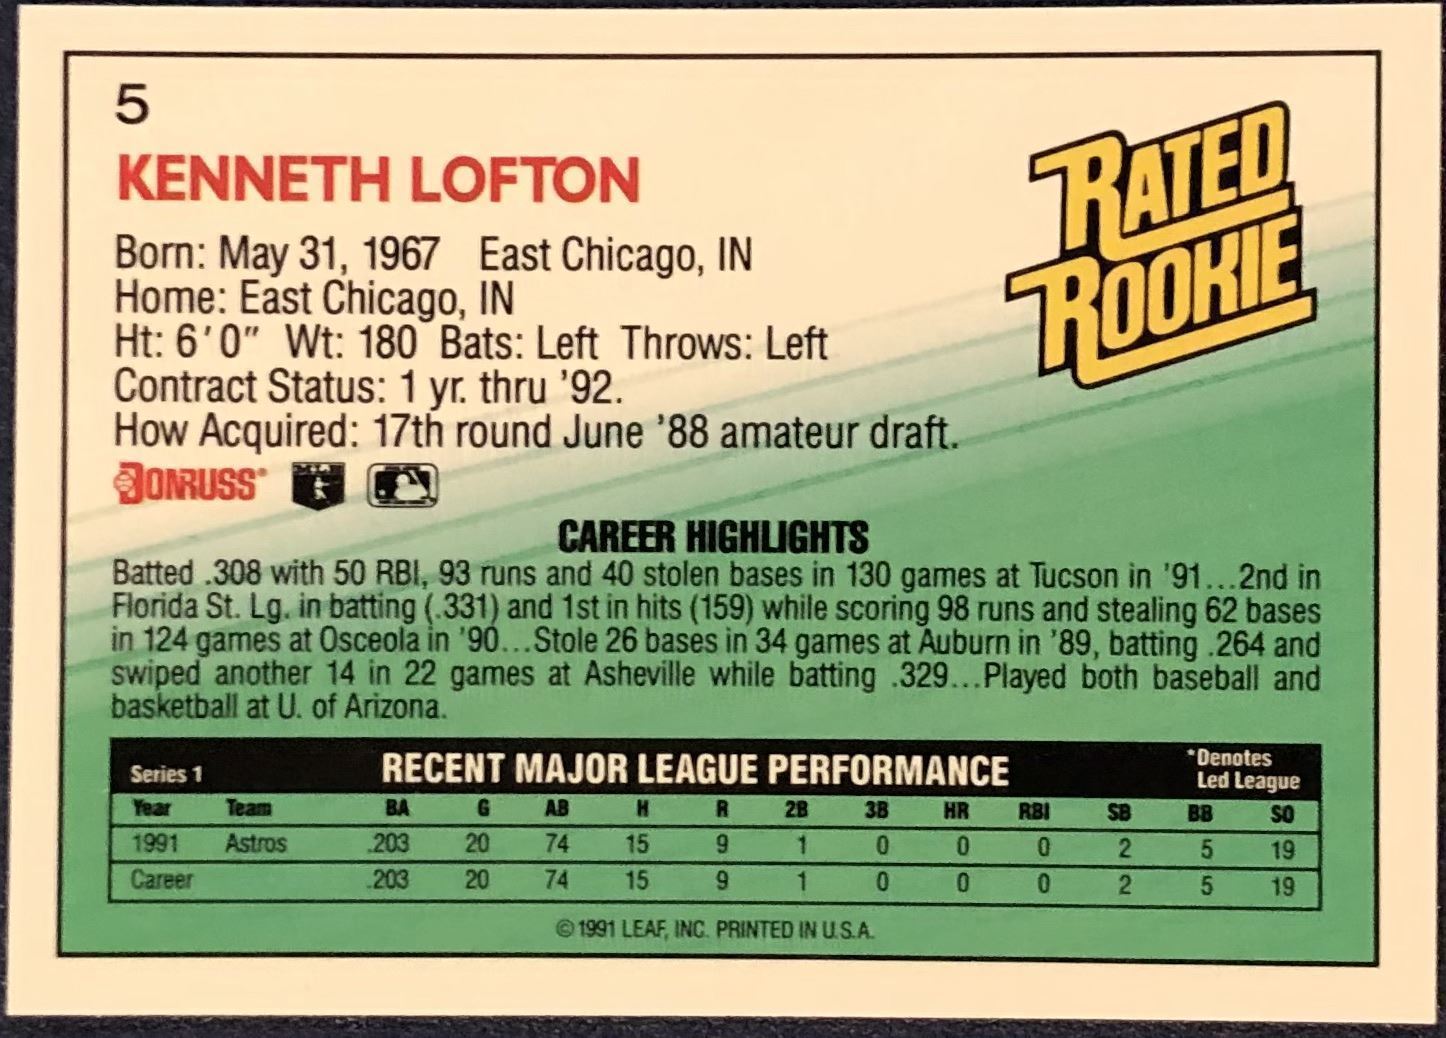 5
KENNETH LOFTON
RATED
ROOKIE
Born: May 31, 1967 East Chicago, IN
Home: East Chicago, IN
Ht: 6'0" Wt: 180 Bats: Left Throws: Left
Contract Status: 1 yr. thru '92.
How Acquired: 17th round June '88 amateur draft.
DONRUSS
CAREER HIGHLIGHTS
Batted .308 with 50 RBI, 93 runs and 40 stolen bases in 130 games at Tucson in '91...2nd in
Florida St. Lg. in batting (.331) and 1st in hits (159) while scoring 98 runs and stealing 62 bases
in 124 games at Osceola in '90...Stole 26 bases in 34 games at Auburn in '89, batting .264 and
swiped another 14 in 22 games at Asheville while batting .329...Played both baseball and
basketball at U. of Arizona.
Series 1 RECENT MAJOR LEAGUE PERFORMANCE *Denotes
Led League
Year Team BA G AB H R 2B 3B HR RBI SB BB SO
1991 Astros .203 20 74 15 9 1 0 0 0 2 5 19
Career .203 20 74 15 9 1 0 0 0 2 5 19
©1991 LEAF, INC. PRINTED IN U.S.A.